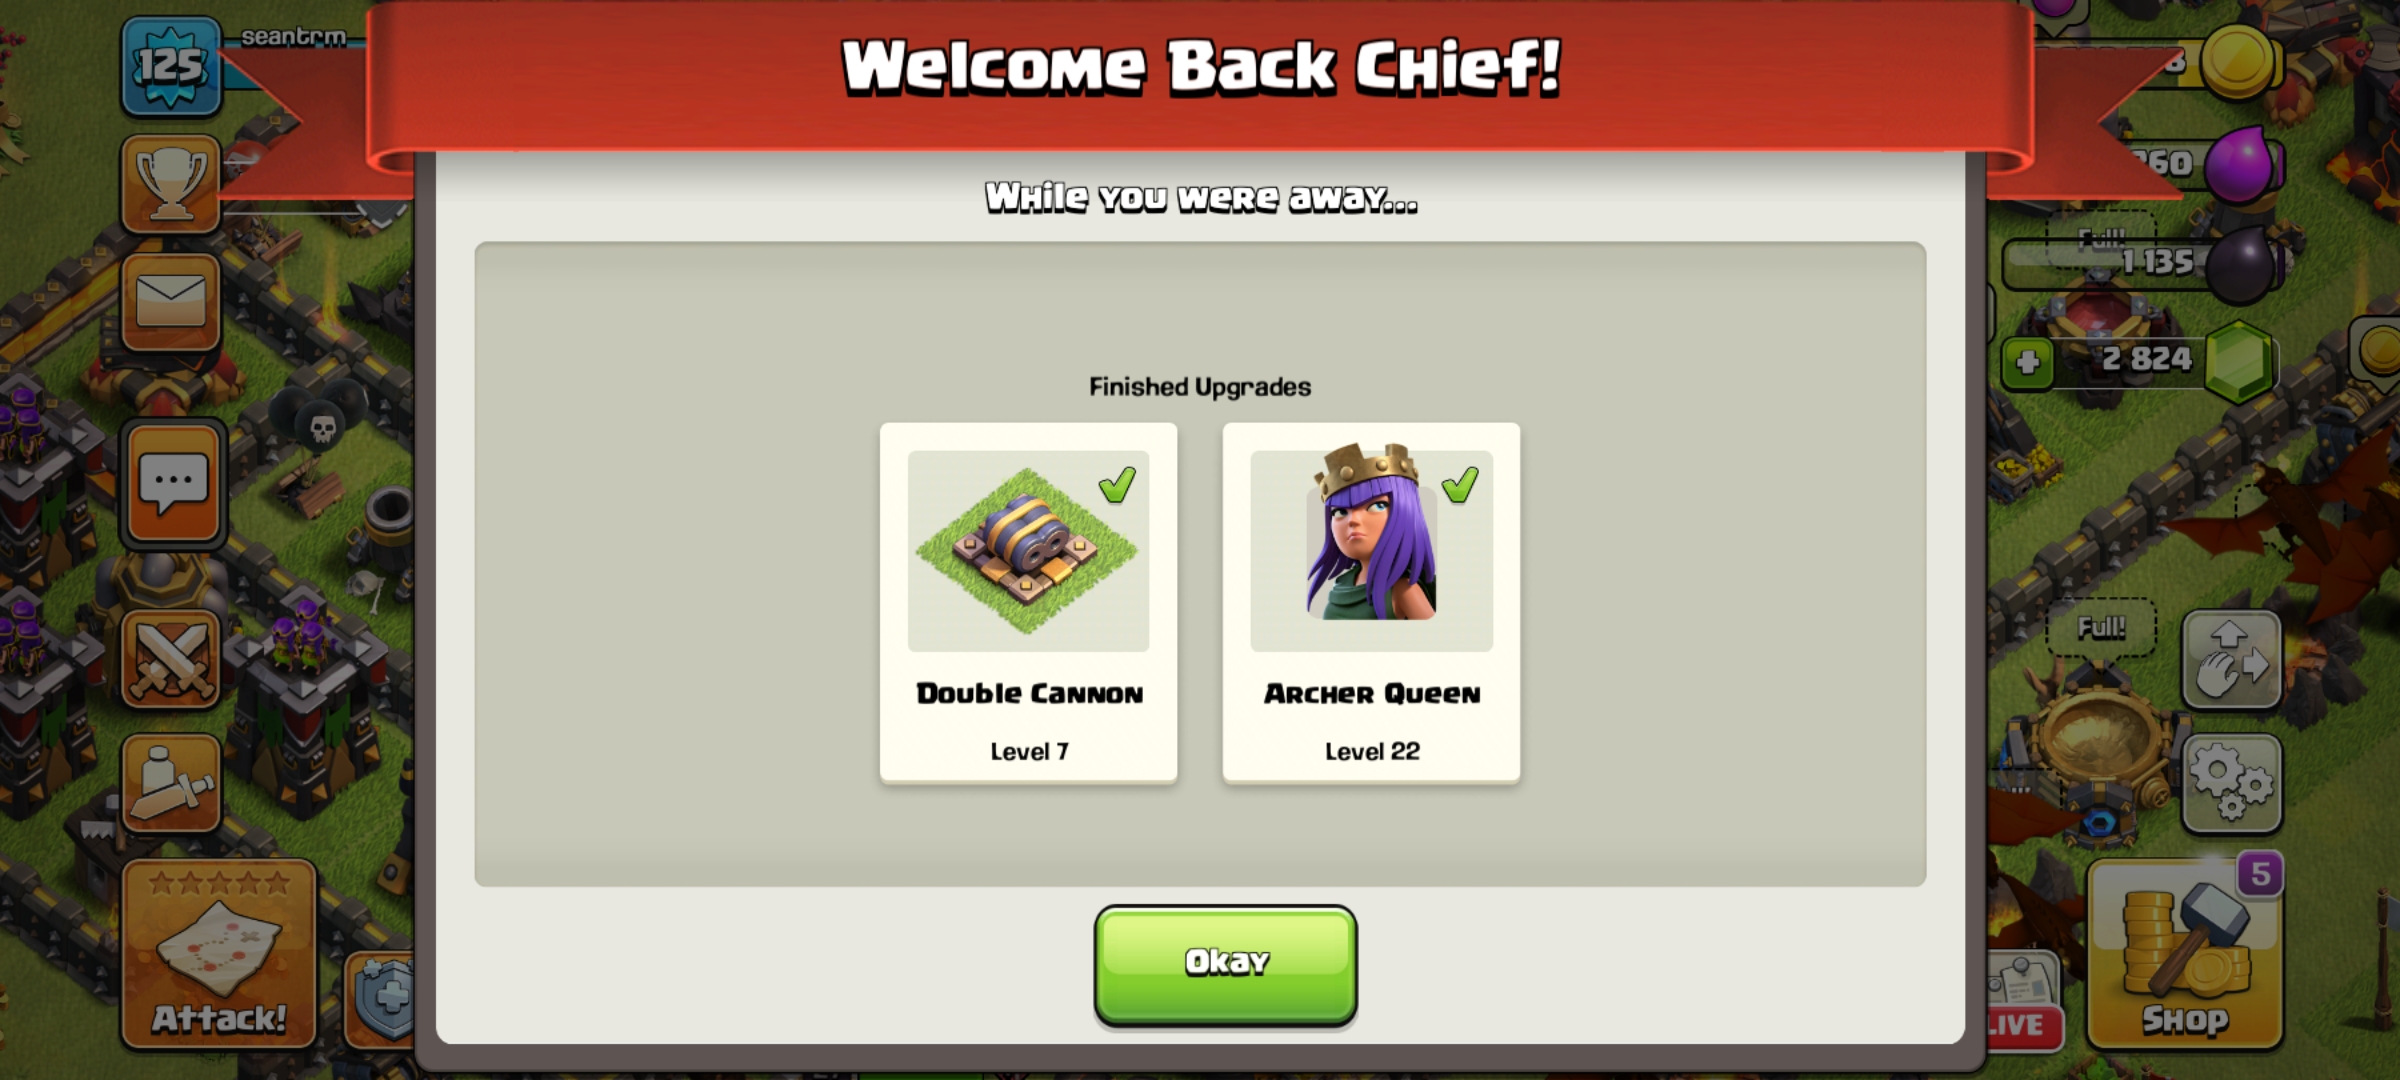 Welcome Back Chief!
125
seantrm
While you were away...
Full!
1 135
2 824
Finished Upgrades
Double Cannon
Level 7
Archer Queen
Level 22
Full!
Okay
5
Attack!
LIVE
Shop